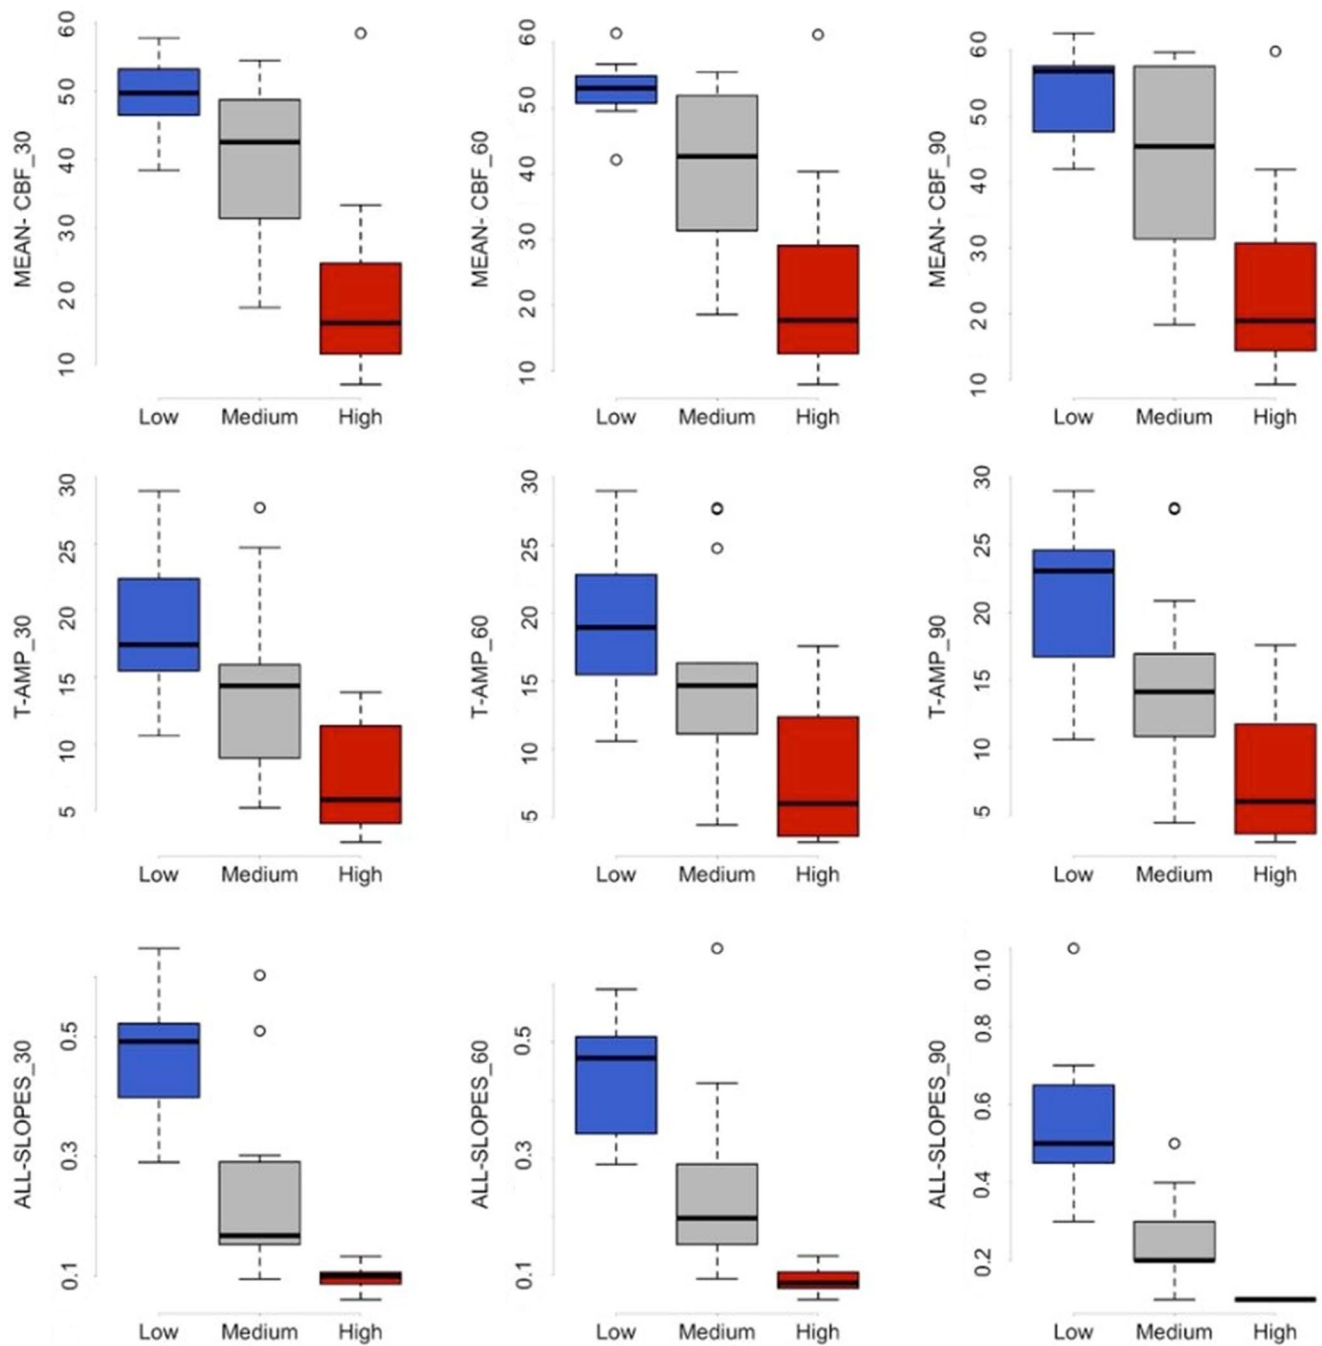 MEAN- CBF_30
60
50
40
30
20
10
Low Medium High
MEAN- CBF_60
60
50
40
30
20
10
Low Medium High
MEAN- CBF_90
60
50
40
30
20
10
Low Medium High
T-AMP_30
30
25
20
15
10
5
Low Medium High
T-AMP_60
30
25
20
15
10
5
Low Medium High
T-AMP_90
30
25
20
15
10
5
Low Medium High
ALL-SLOPES_30
0.5
0.3
0.1
Low Medium High
ALL-SLOPES_60
0.5
0.3
0.1
Low Medium High
ALL-SLOPES_90
0.10
0.8
0.6
0.4
0.2
Low Medium High